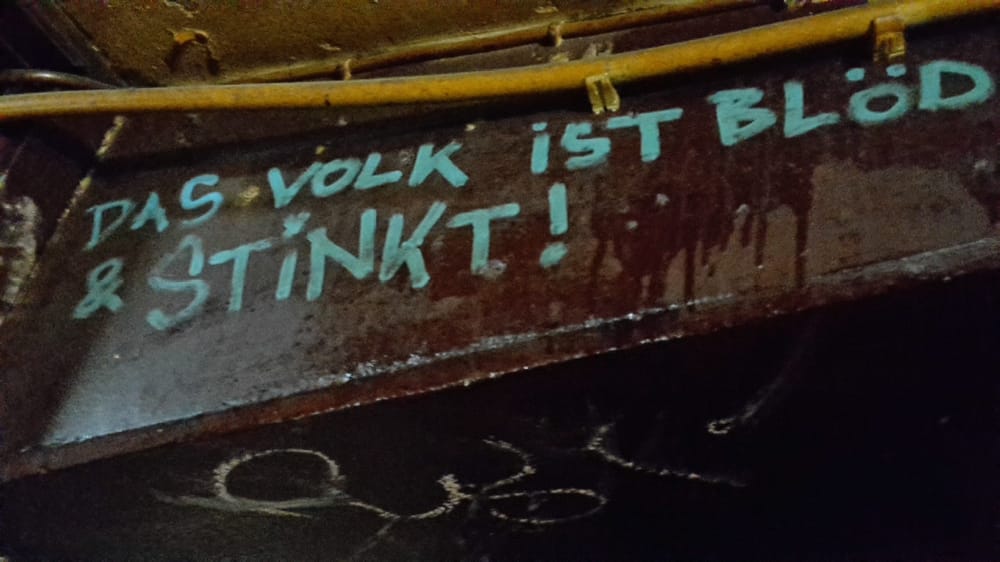 DAS VOLK iST BLÖD
& STiNKT!